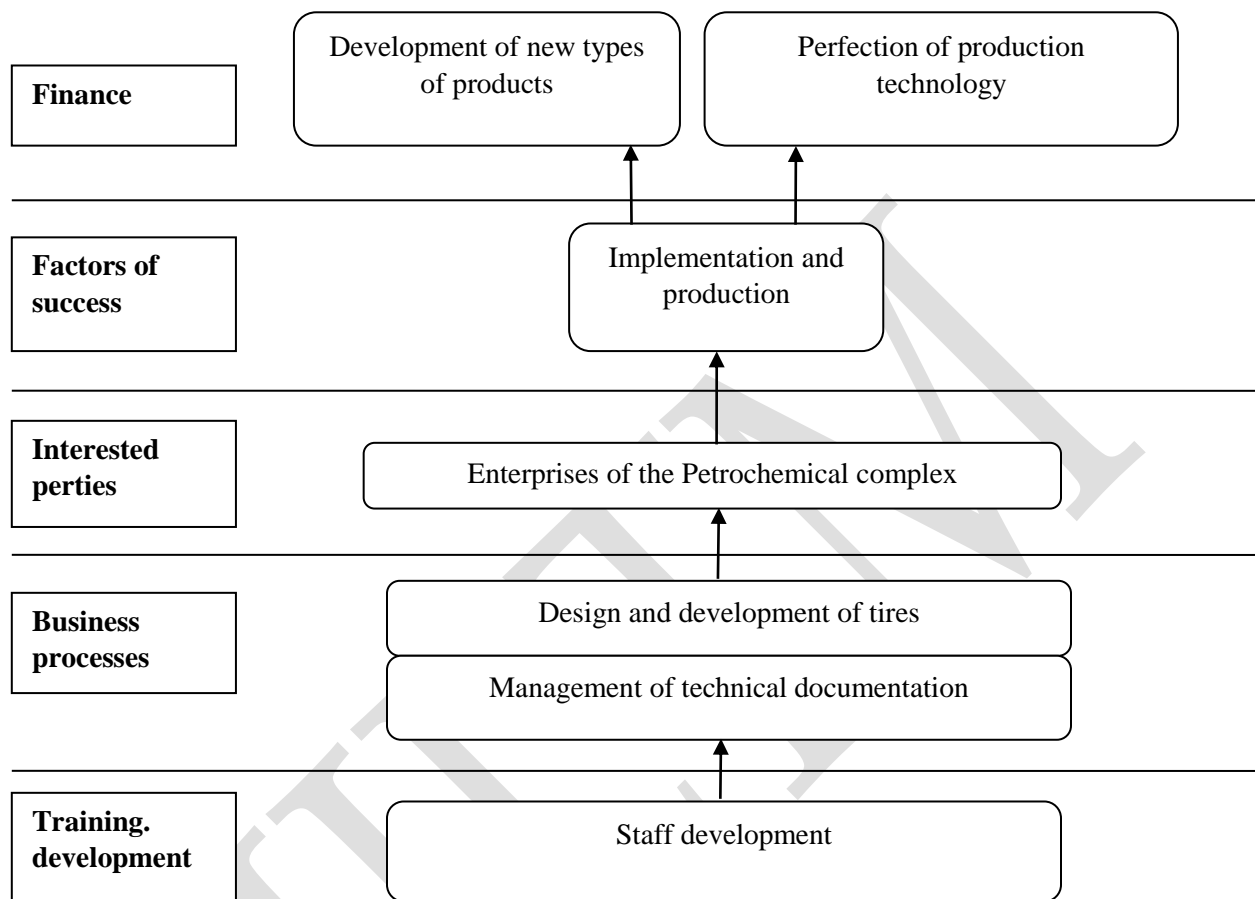 Finance
Development of new types
of products
Perfection of production
technology
Factors of
success
Implementation and
production
Interested
perties
Enterprises of the Petrochemical complex
Business
processes
Design and development of tires
Management of technical documentation
Training.
development
Staff development